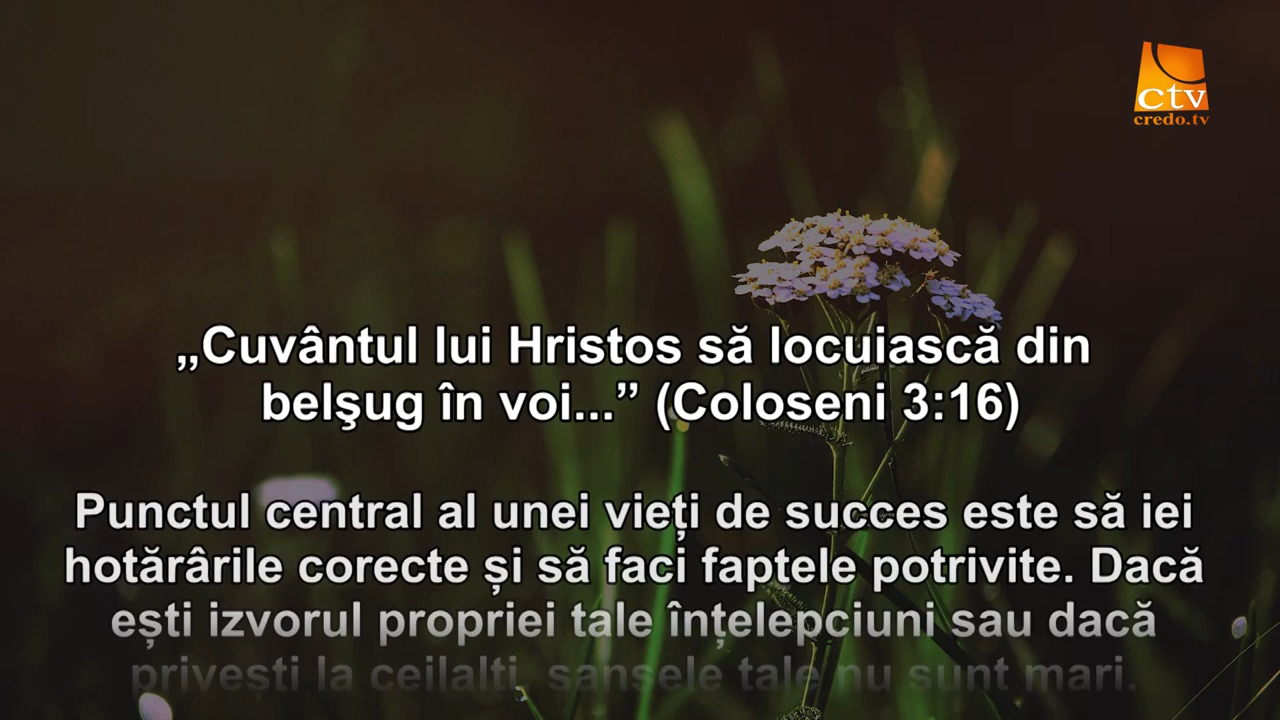 ctv
credo.tv
„Cuvântul lui Hristos să locuiască din
belşug în voi...” (Coloseni 3:16)
Punctul central al unei vieți de succes este să iei
hotărârile corecte și să faci faptele potrivite. Dacă
ești izvorul propriei tale înțelepciuni sau dacă
privești la ceilalți, șansele tale nu sunt mari.